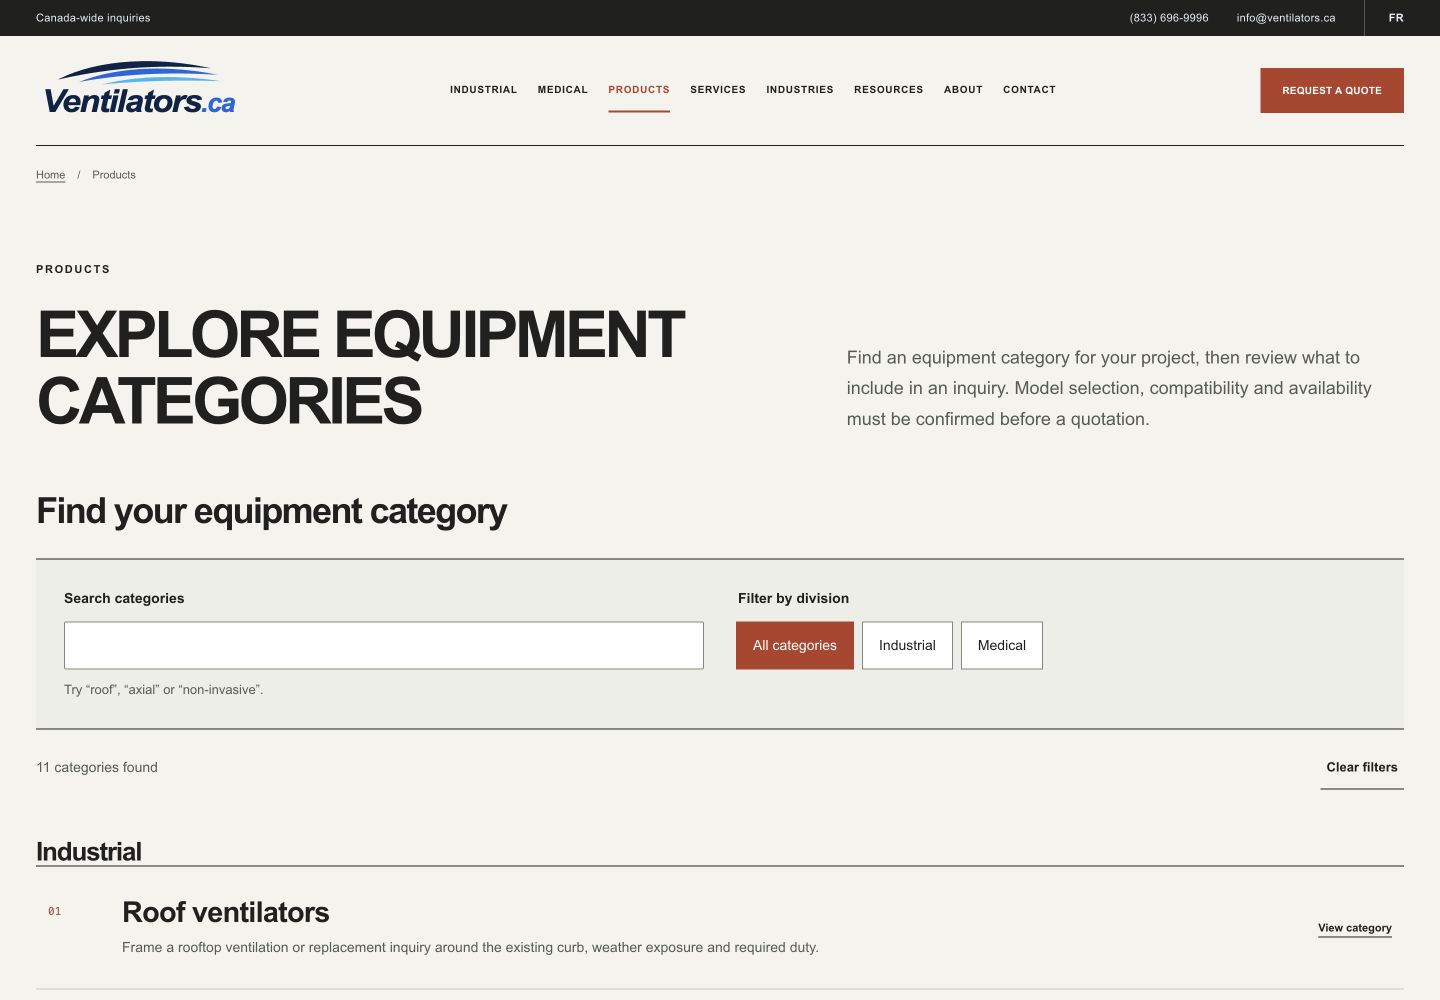 Canada-wide inquiries
(833) 696-9996
info@ventilators.ca
FR
Ventilators.ca
INDUSTRIAL
MEDICAL
PRODUCTS
SERVICES
INDUSTRIES
RESOURCES
ABOUT
CONTACT
REQUEST A QUOTE
Home / Products
PRODUCTS
EXPLORE EQUIPMENT
CATEGORIES
Find an equipment category for your project, then review what to
include in an inquiry. Model selection, compatibility and availability
must be confirmed before a quotation.
Find your equipment category
Search categories
Try “roof”, “axial” or “non-invasive”.
Filter by division
All categories
Industrial
Medical
11 categories found
Clear filters
Industrial
01
Roof ventilators
Frame a rooftop ventilation or replacement inquiry around the existing curb, weather exposure and required duty.
View category